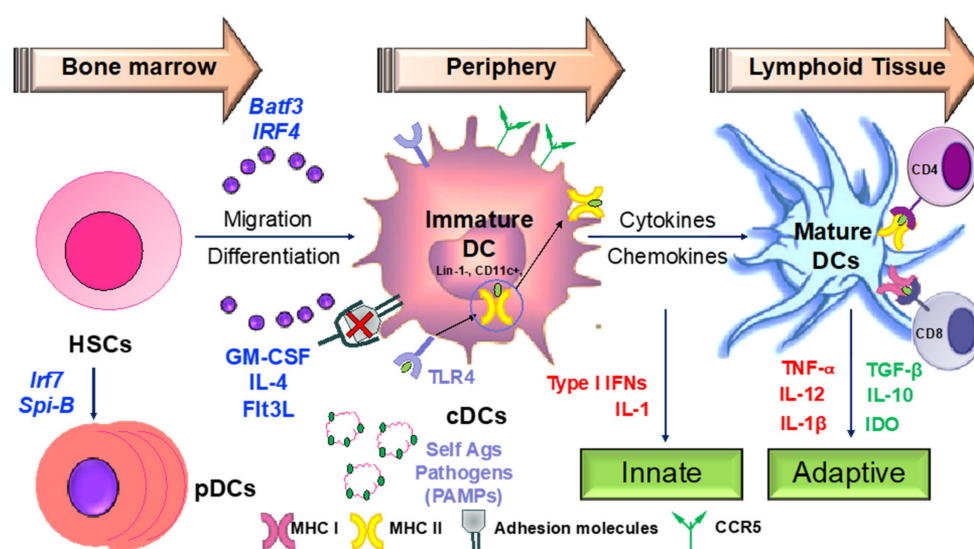 Bone marrow
Periphery
Lymphoid Tissue
Batf3
IRF4
Migration
Differentiation
HSCs
Irf7
Spi-B
pDCs
GM-CSF
IL-4
Flt3L
Immature
DC
Lin-1-, CD11c+,
TLR4
cDCs
Self Ags
Pathogens
(PAMPs)
Cytokines
Chemokines
Type I IFNs
IL-1
Innate
Mature
DCs
CD4
CD8
TNF-α
IL-12
IL-1β
TGF-β
IL-10
IDO
Adaptive
MHC I
MHC II
Adhesion molecules
CCR5